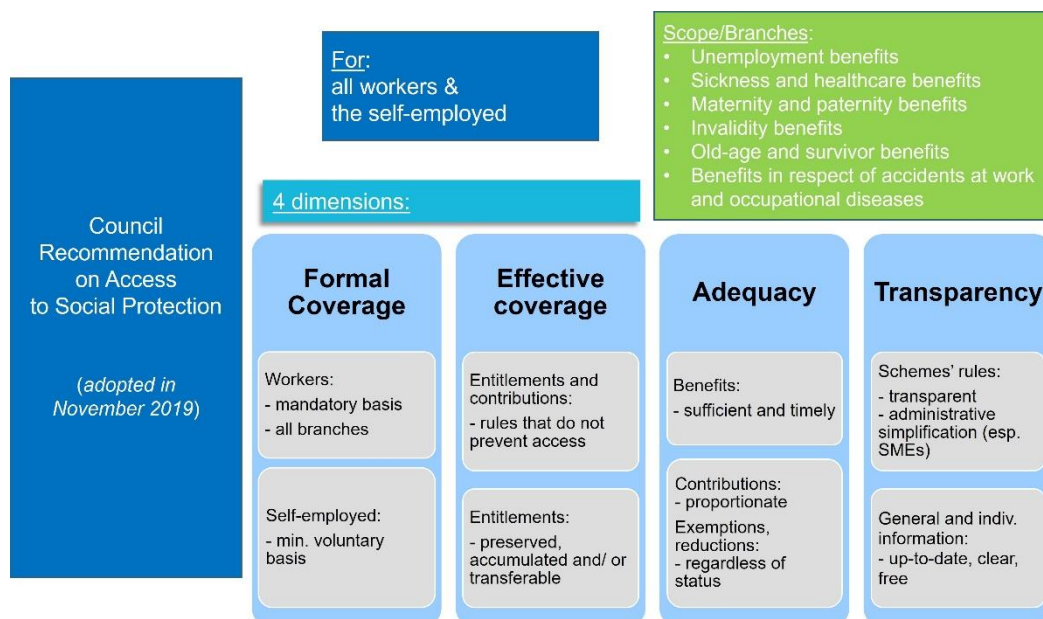 Council
Recommendation
on Access
to Social Protection
(adopted in
November 2019)
For:
all workers &
the self-employed
Scope/Branches:
• Unemployment benefits
• Sickness and healthcare benefits
• Maternity and paternity benefits
• Invalidity benefits
• Old-age and survivor benefits
• Benefits in respect of accidents at work
and occupational diseases
4 dimensions:
Formal
Coverage
Workers:
- mandatory basis
- all branches
Self-employed:
- min. voluntary
basis
Effective
coverage
Entitlements and
contributions:
- rules that do not
prevent access
Entitlements:
- preserved,
accumulated and/ or
transferable
Adequacy
Benefits:
- sufficient and timely
Contributions:
- proportionate
Exemptions,
reductions:
- regardless of
status
Transparency
Schemes' rules:
- transparent
- administrative
simplification (esp.
SMEs)
General and indiv.
information:
- up-to-date, clear,
free